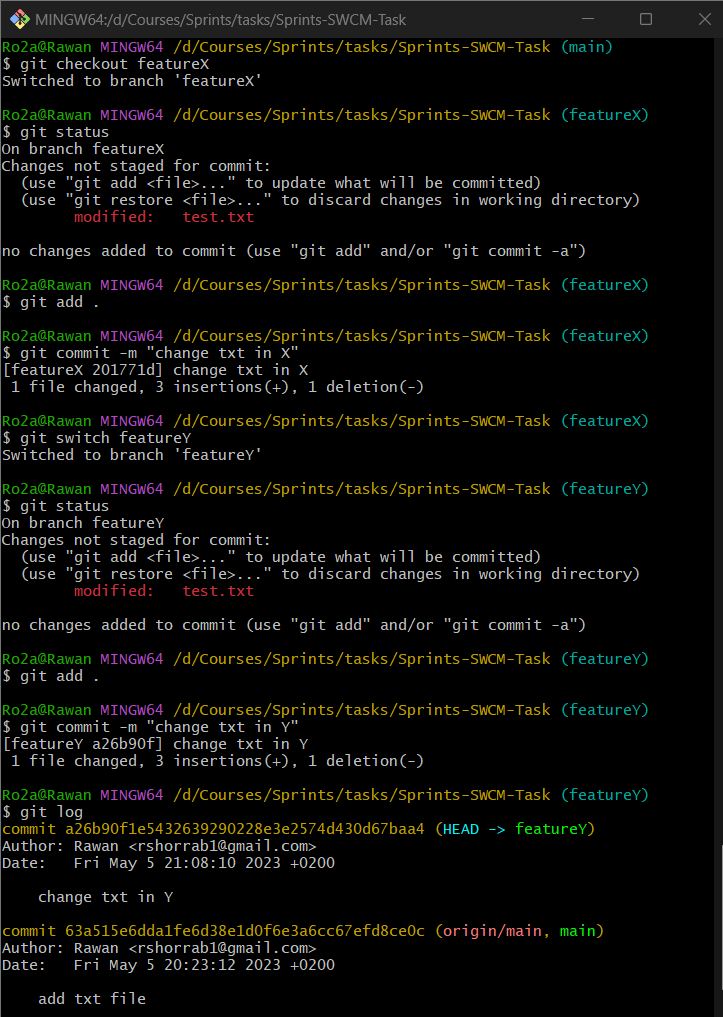 MINGW64:/d/Courses/Sprints/tasks/Sprints-SWCM-Task
Ro2a@Rawan MINGW64 /d/Courses/Sprints/tasks/Sprints-SWCM-Task (main)
$ git checkout featureX
Switched to branch 'featureX'
Ro2a@Rawan MINGW64 /d/Courses/Sprints/tasks/Sprints-SWCM-Task (featureX)
$ git status
On branch featureX
Changes not staged for commit:
  (use "git add <file>..." to update what will be committed)
  (use "git restore <file>..." to discard changes in working directory)
        modified:   test.txt
no changes added to commit (use "git add" and/or "git commit -a")
Ro2a@Rawan MINGW64 /d/Courses/Sprints/tasks/Sprints-SWCM-Task (featureX)
$ git add .
Ro2a@Rawan MINGW64 /d/Courses/Sprints/tasks/Sprints-SWCM-Task (featureX)
$ git commit -m "change txt in X"
[featureX 201771d] change txt in X
 1 file changed, 3 insertions(+), 1 deletion(-)
Ro2a@Rawan MINGW64 /d/Courses/Sprints/tasks/Sprints-SWCM-Task (featureX)
$ git switch featureY
Switched to branch 'featureY'
Ro2a@Rawan MINGW64 /d/Courses/Sprints/tasks/Sprints-SWCM-Task (featureY)
$ git status
On branch featureY
Changes not staged for commit:
  (use "git add <file>..." to update what will be committed)
  (use "git restore <file>..." to discard changes in working directory)
        modified:   test.txt
no changes added to commit (use "git add" and/or "git commit -a")
Ro2a@Rawan MINGW64 /d/Courses/Sprints/tasks/Sprints-SWCM-Task (featureY)
$ git add .
Ro2a@Rawan MINGW64 /d/Courses/Sprints/tasks/Sprints-SWCM-Task (featureY)
$ git commit -m "change txt in Y"
[featureY a26b90f] change txt in Y
 1 file changed, 3 insertions(+), 1 deletion(-)
Ro2a@Rawan MINGW64 /d/Courses/Sprints/tasks/Sprints-SWCM-Task (featureY)
$ git log
commit a26b90f1e5432639290228e3e2574d430d67baa4 (HEAD -> featureY)
Author: Rawan <rshorrab1@gmail.com>
Date:   Fri May 5 21:08:10 2023 +0200
    change txt in Y
commit 63a515e6dda1fe6d38e1d0f6e3a6cc67efd8ce0c (origin/main, main)
Author: Rawan <rshorrab1@gmail.com>
Date:   Fri May 5 20:23:12 2023 +0200
    add txt file